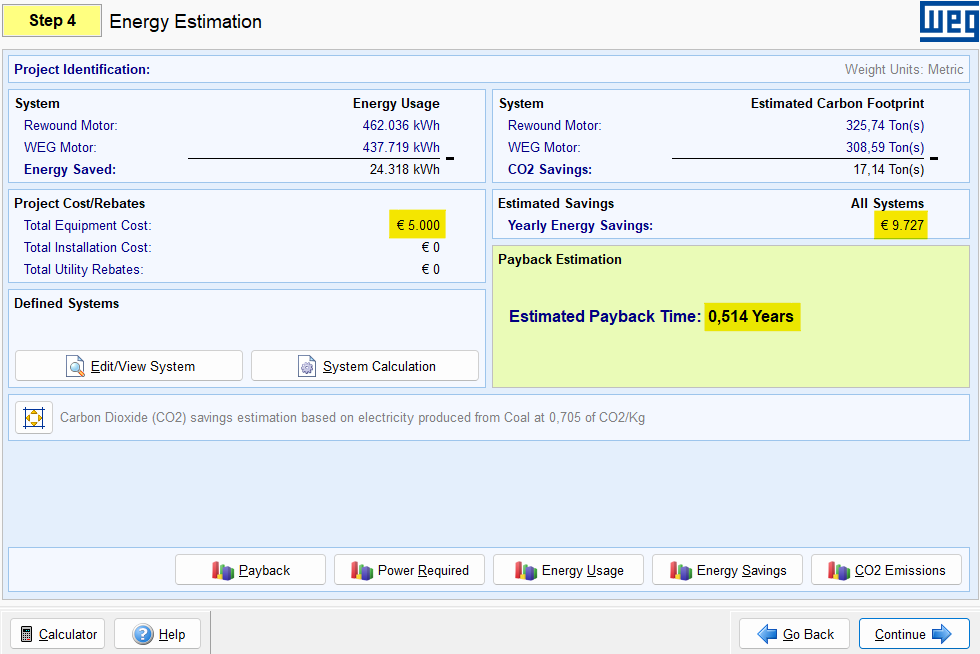 Step 4 Energy Estimation
WEG
Project Identification: Weight Units: Metric
System Energy Usage
Rewound Motor: 462.036 kWh
WEG Motor: 437.719 kWh
Energy Saved: 24.318 kWh
System Estimated Carbon Footprint
Rewound Motor: 325,74 Ton(s)
WEG Motor: 308,59 Ton(s)
CO2 Savings: 17,14 Ton(s)
Project Cost/Rebates
Total Equipment Cost: € 5.000
Total Installation Cost: € 0
Total Utility Rebates: € 0
Estimated Savings All Systems
Yearly Energy Savings: € 9.727
Payback Estimation
Estimated Payback Time: 0,514 Years
Defined Systems
Edit/View System System Calculation
Carbon Dioxide (CO2) savings estimation based on electricity produced from Coal at 0,705 of CO2/Kg
Payback Power Required Energy Usage Energy Savings CO2 Emissions
Calculator Help Go Back Continue